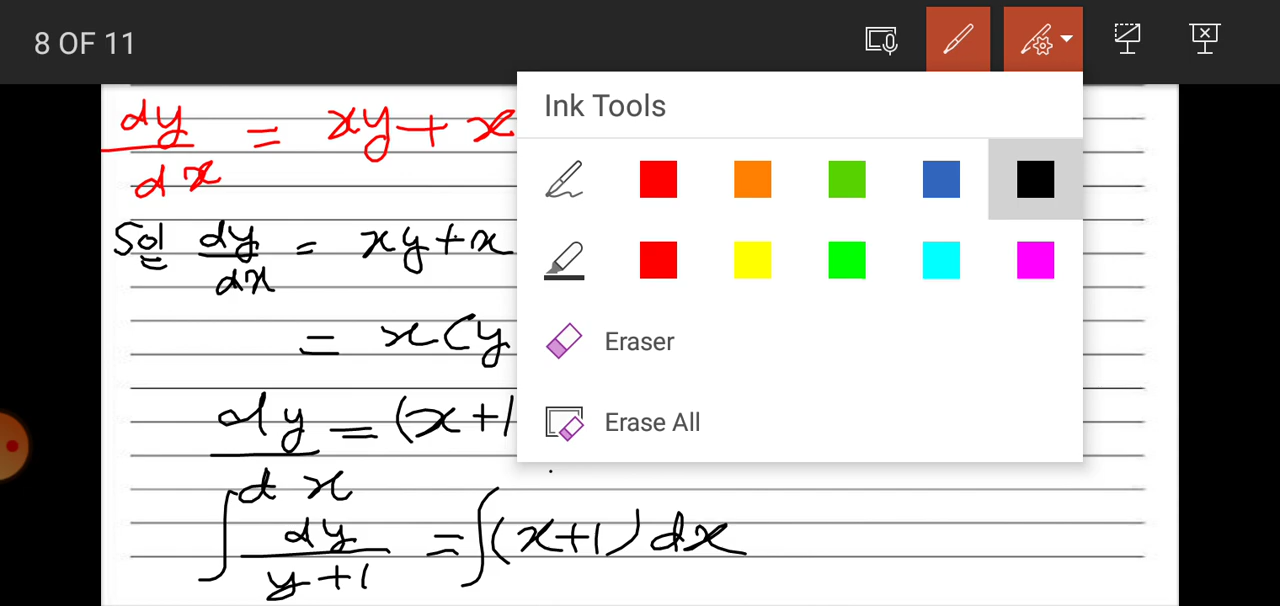 8 OF 11
Ink Tools
Eraser
Erase All
dy/dx = xy + x
Sol dy/dx = xy + x
= x(y
dy/dx = (x+1
∫ dy/y+1 = ∫(x+1)dx